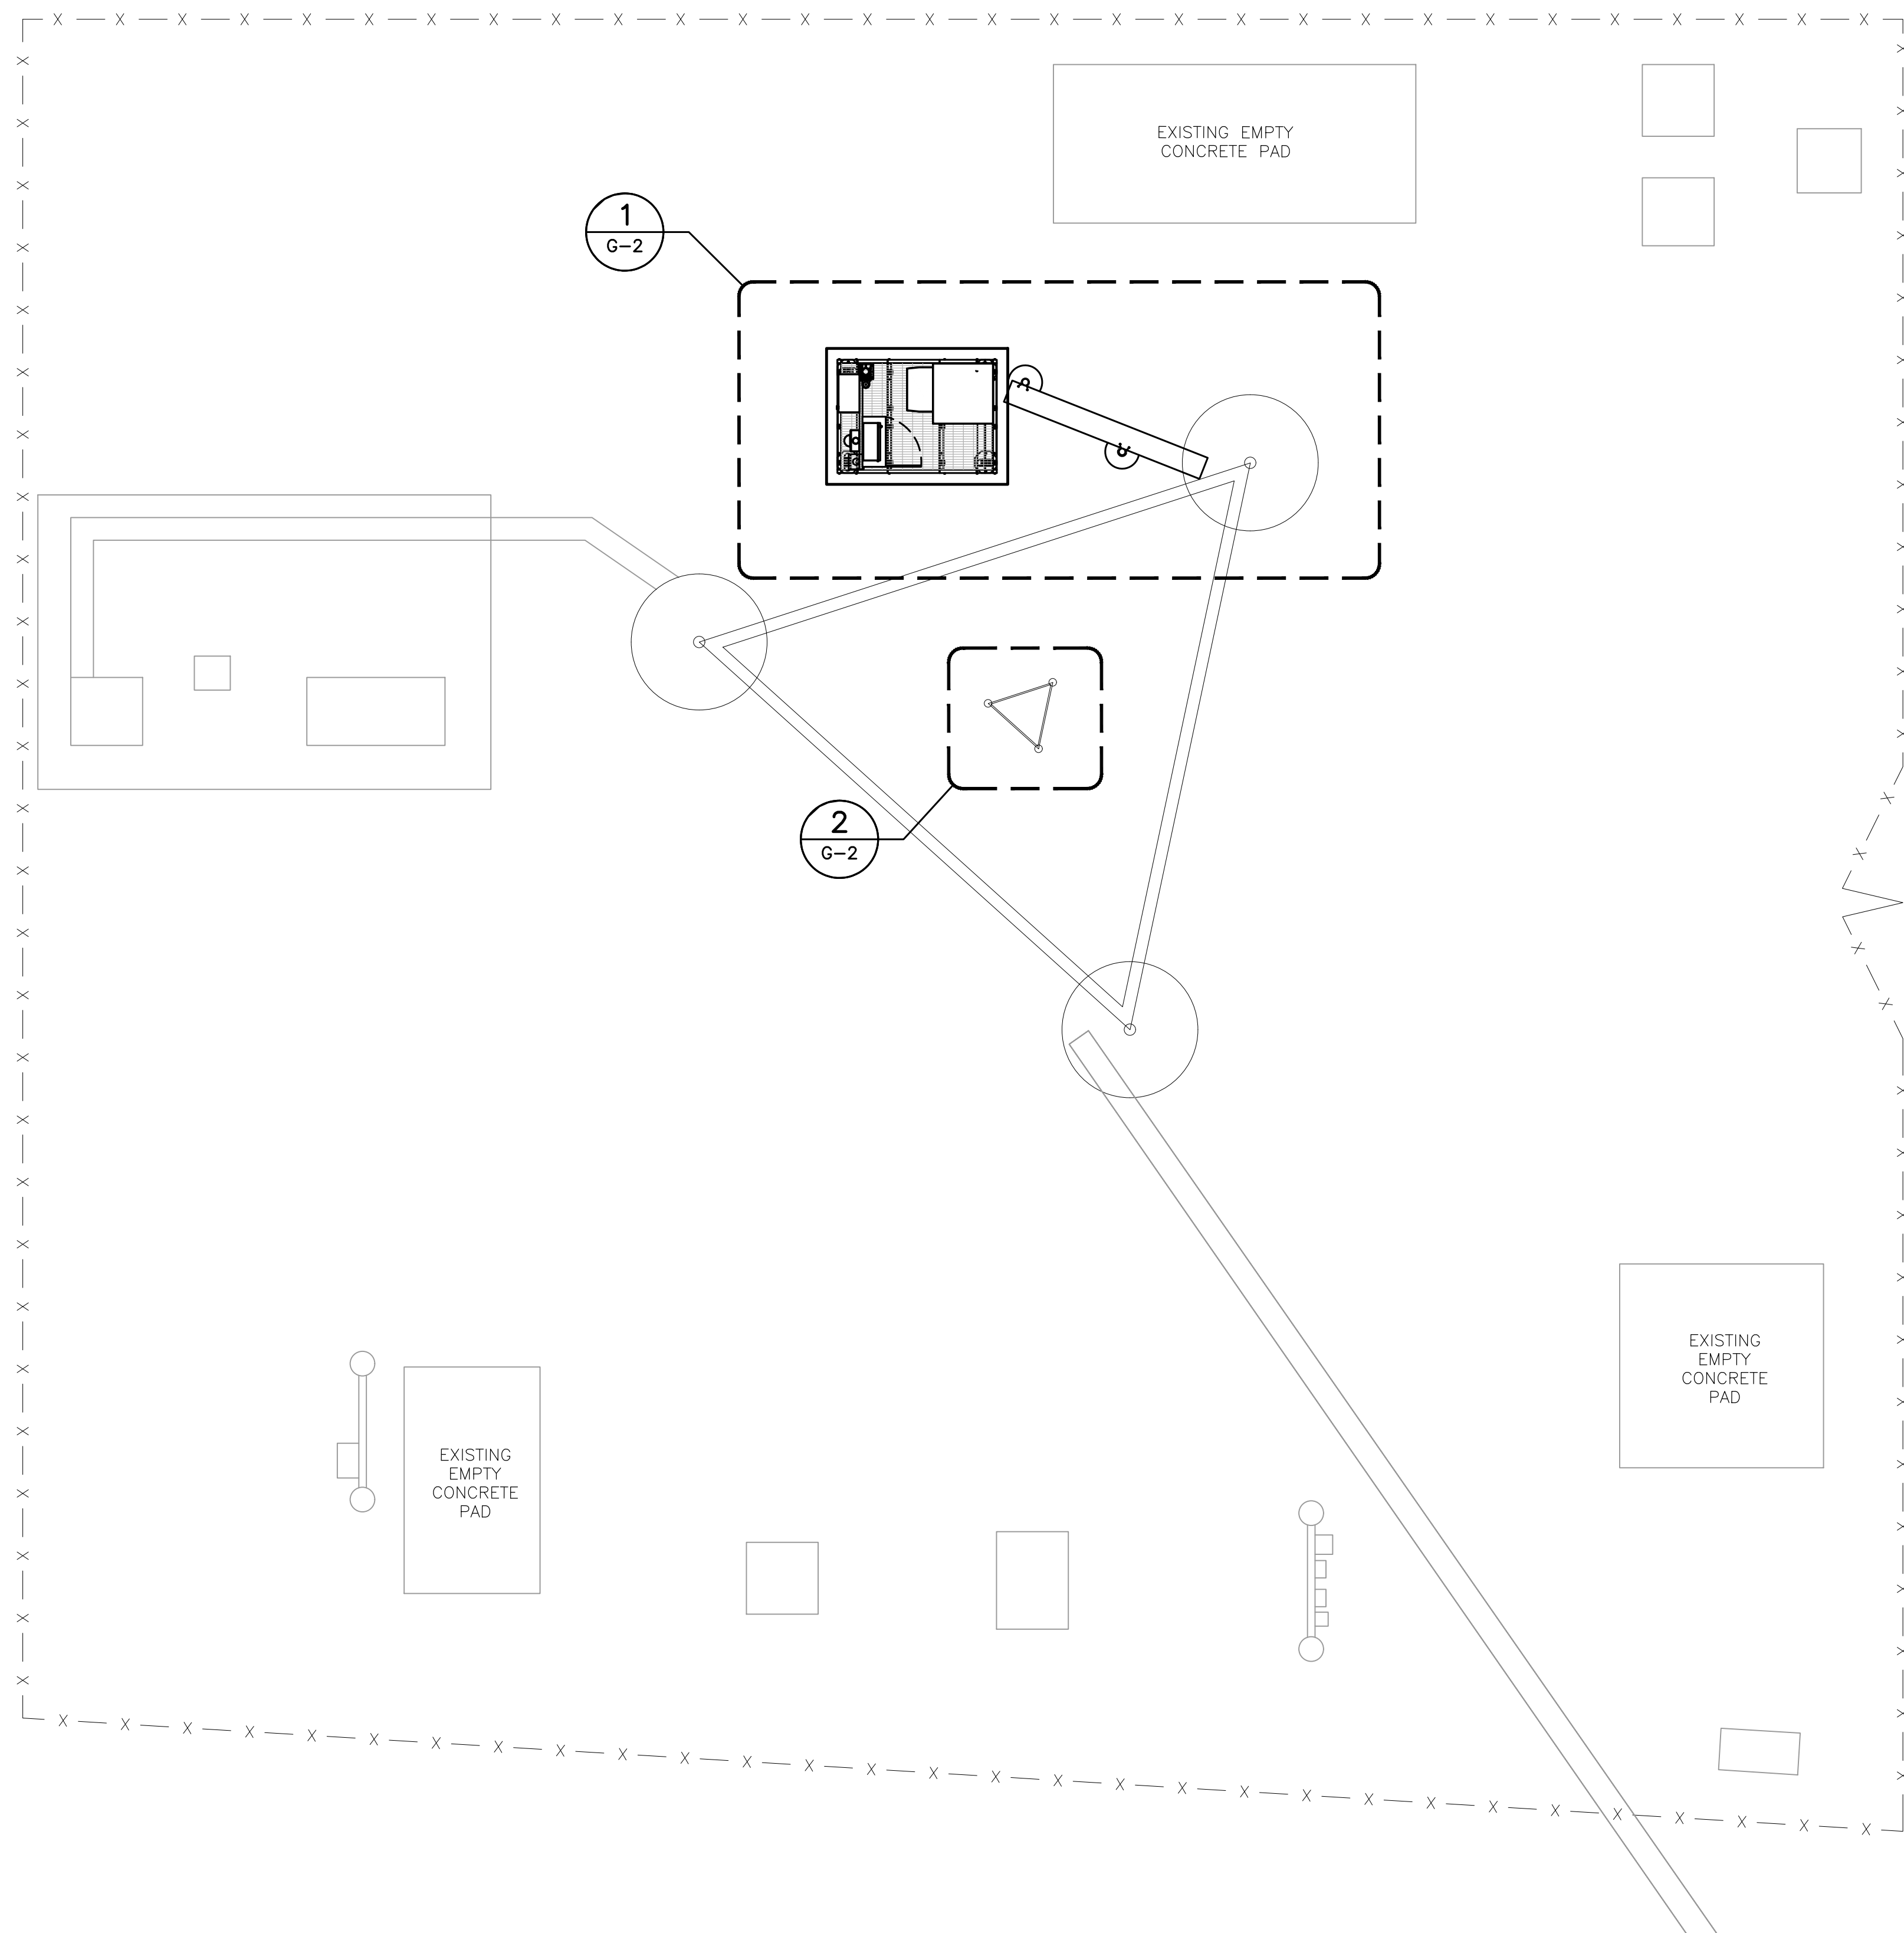 EXISTING EMPTY
CONCRETE PAD
1
G-2
2
G-2
EXISTING
EMPTY
CONCRETE
PAD
EXISTING
EMPTY
CONCRETE
PAD